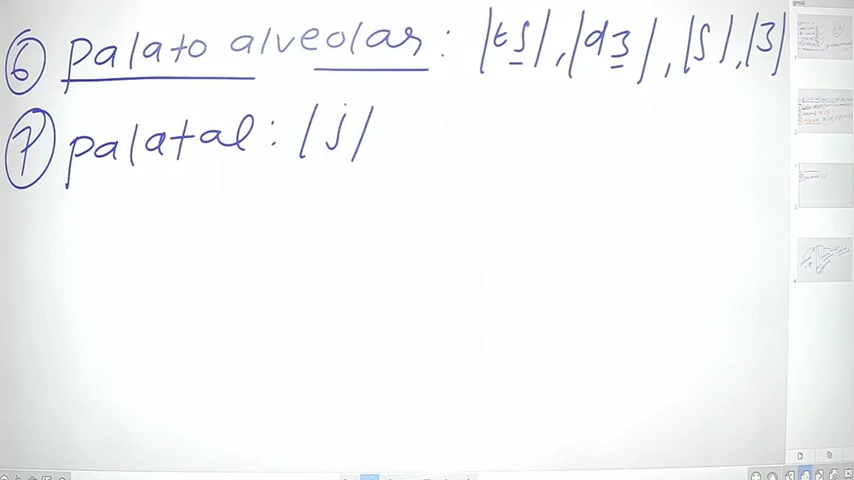 ⑥ palato alveolar : /tʃ/, /dʒ/, /ʃ/, /ʒ/
⑦ palatal : /j/